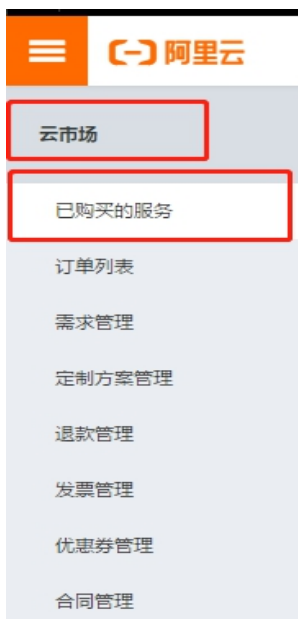 阿里云
云市场
已购买的服务
订单列表
需求管理
定制方案管理
退款管理
发票管理
优惠券管理
合同管理